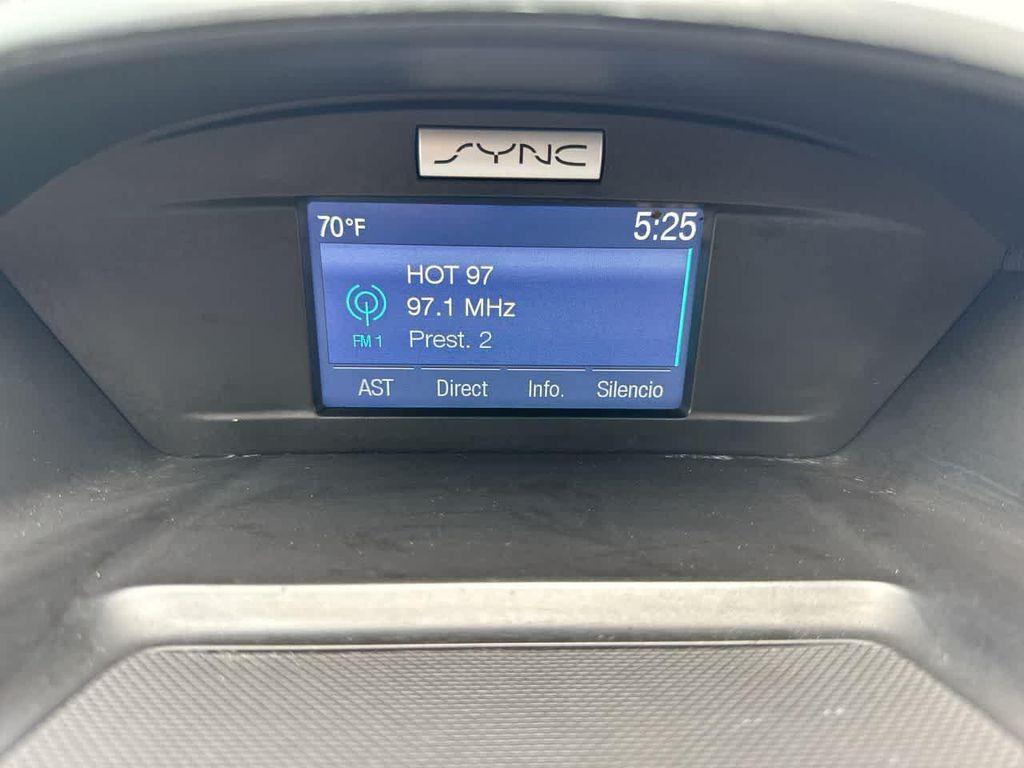 SYNC
70°F 5:25
HOT 97
97.1 MHz
FM 1 Prest. 2
AST Direct Info. Silencio